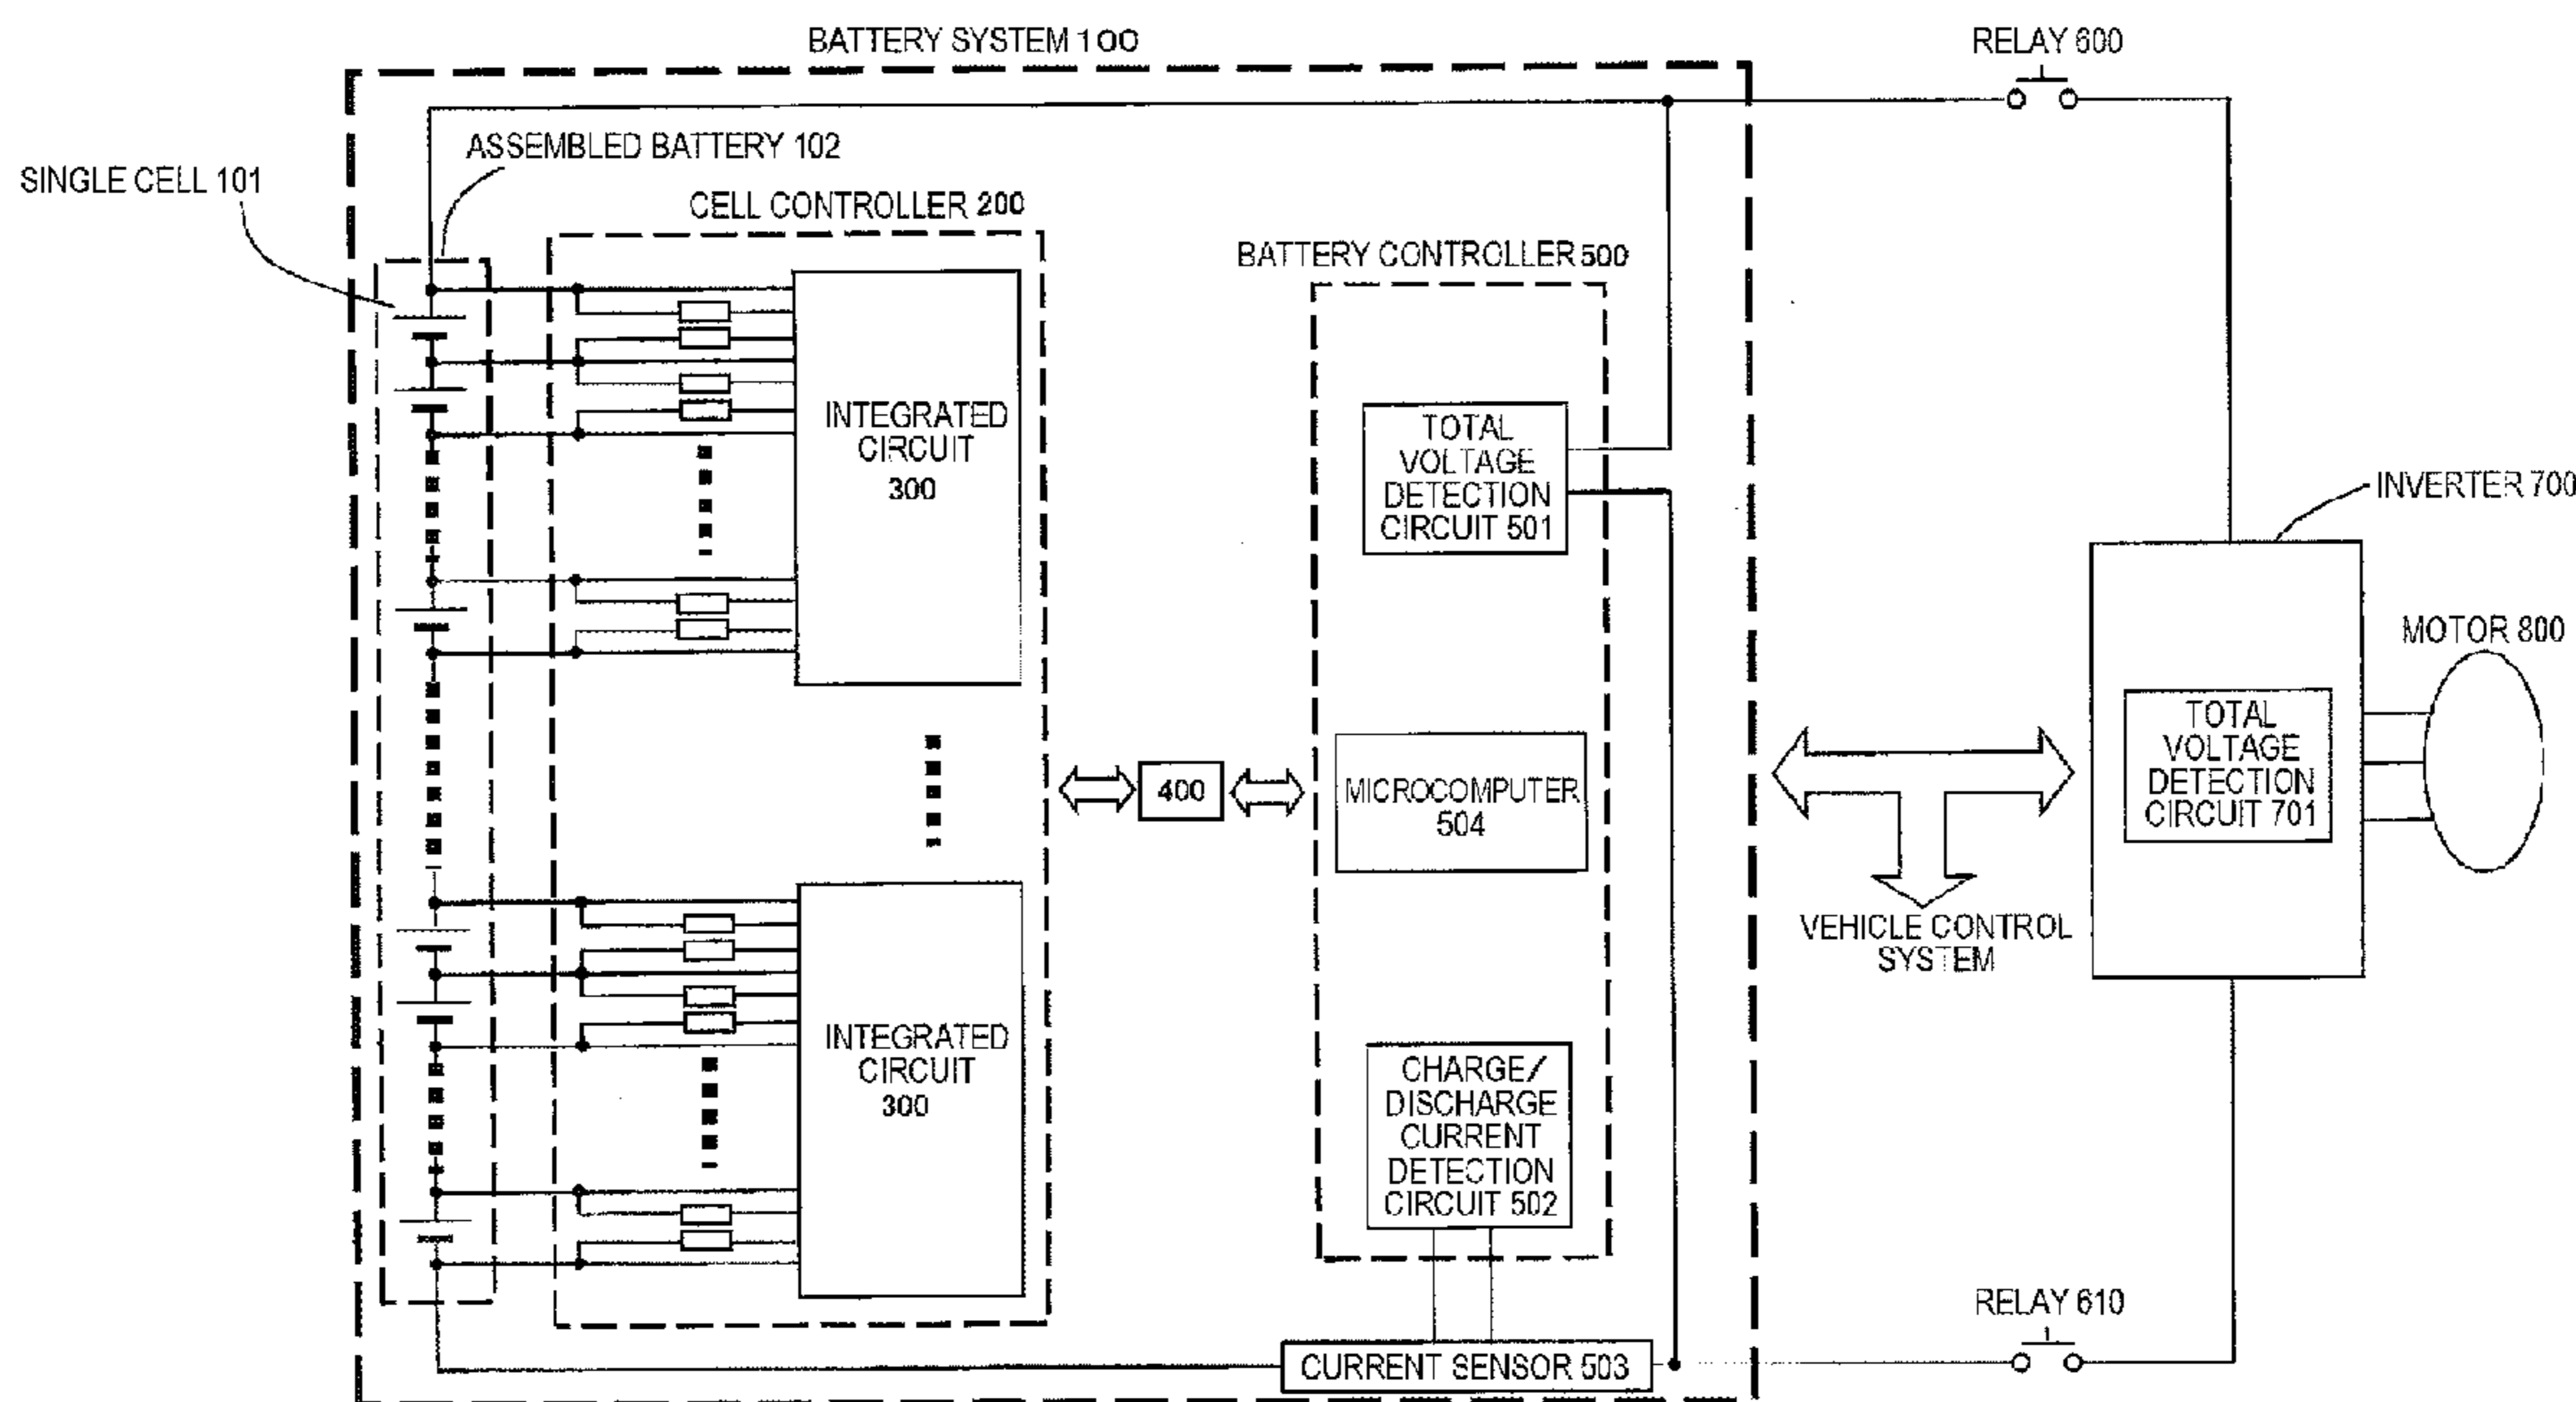 BATTERY SYSTEM 100
RELAY 600
ASSEMBLED BATTERY 102
SINGLE CELL 101
CELL CONTROLLER 200
BATTERY CONTROLLER 500
INTEGRATED
CIRCUIT
300
TOTAL
VOLTAGE
DETECTION
CIRCUIT 501
INVERTER 700
MOTOR 800
TOTAL
VOLTAGE
DETECTION
CIRCUIT 701
400
MICROCOMPUTER
504
VEHICLE CONTROL
SYSTEM
INTEGRATED
CIRCUIT
300
CHARGE/
DISCHARGE
CURRENT
DETECTION
CIRCUIT 502
RELAY 610
CURRENT SENSOR 503